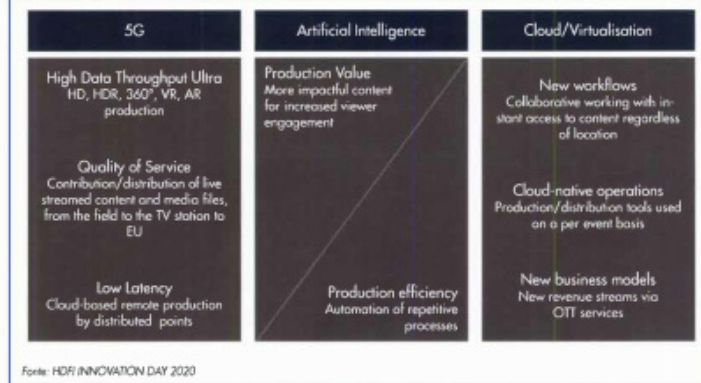 5G
High Data Throughput Ultra
HD, HDR, 360°, VR, AR
production
Quality of Service
Contribution/distribution of live
streamed content and media files,
from the field to the TV station to
EU
Low Latency
Cloud-based remote production
by distributed points
Artificial Intelligence
Production Value
More impactful content
for increased viewer
engagement
Production efficiency
Automation of repetitive
processes
Cloud/Virtualisation
New workflows
Collaborative working with in-
stant access to content regardless
of location
Cloud-native operations
Production/distribution tools used
on a per event basis
New business models
New revenue streams via
OTT services
Fonte: HDFI INNOVATION DAY 2020